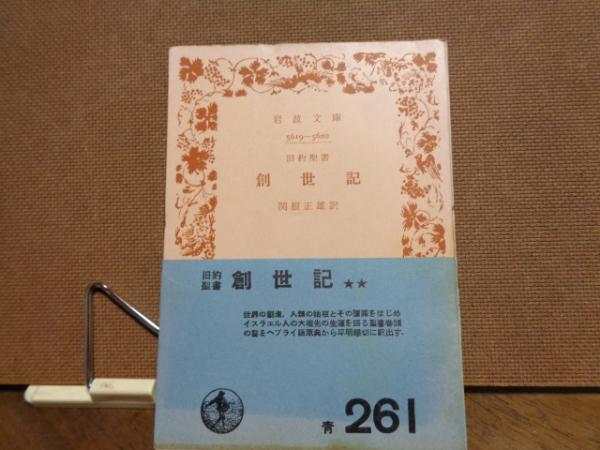 岩波文庫
5619—5620
旧約聖書
創世記
関根正雄訳
旧約聖書 創世記 ★★
世界の創造、人類の始祖とその堕罪をはじめ
イスラエル人の大祖先の生涯を語る聖書巻頭
の書をヘブライ語原典から平明懇切に訳出す.
青 261